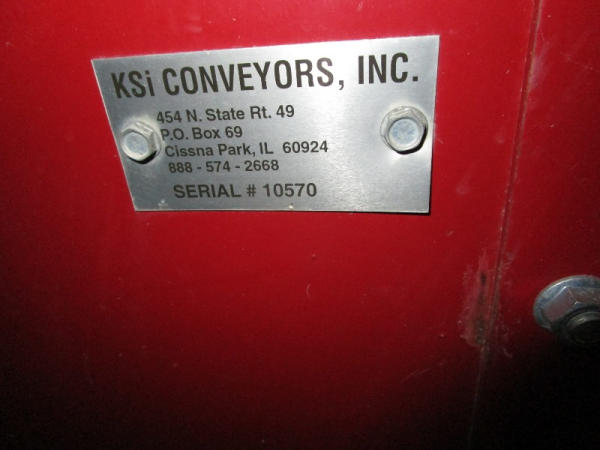 KSi CONVEYORS, INC.
454 N. State Rt. 49
P.O. Box 69
Cissna Park, IL 60924
888 - 574 - 2668
SERIAL # 10570